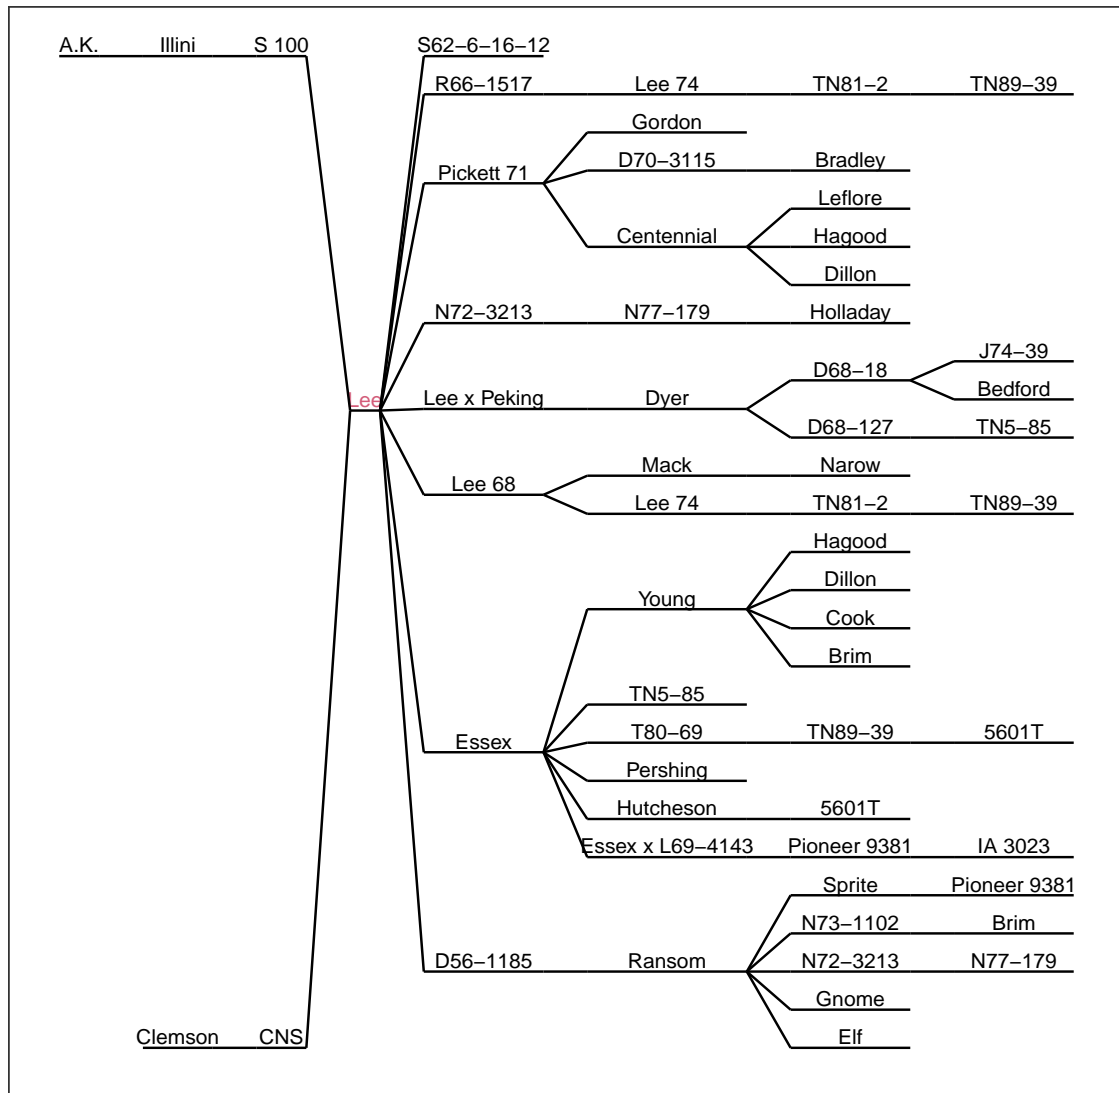 A.K. Illini S 100 S62−6−16−12
R66−1517 Lee 74 TN81−2 TN89−39
Gordon
D70−3115 Bradley
Pickett 71
Leflore
Centennial Hagood
Dillon
N72−3213 N77−179 Holladay
J74−39
D68−18
Bedford
Lee Lee x Peking Dyer
D68−127 TN5−85
Mack Narow
Lee 68
Lee 74 TN81−2 TN89−39
Hagood
Dillon
Young
Cook
Brim
TN5−85
T80−69 TN89−39 5601T
Essex
Pershing
Hutcheson 5601T
Essex x L69−4143 Pioneer 9381 IA 3023
Sprite Pioneer 9381
N73−1102 Brim
D56−1185 Ransom N72−3213 N77−179
Gnome
Clemson CNS Elf